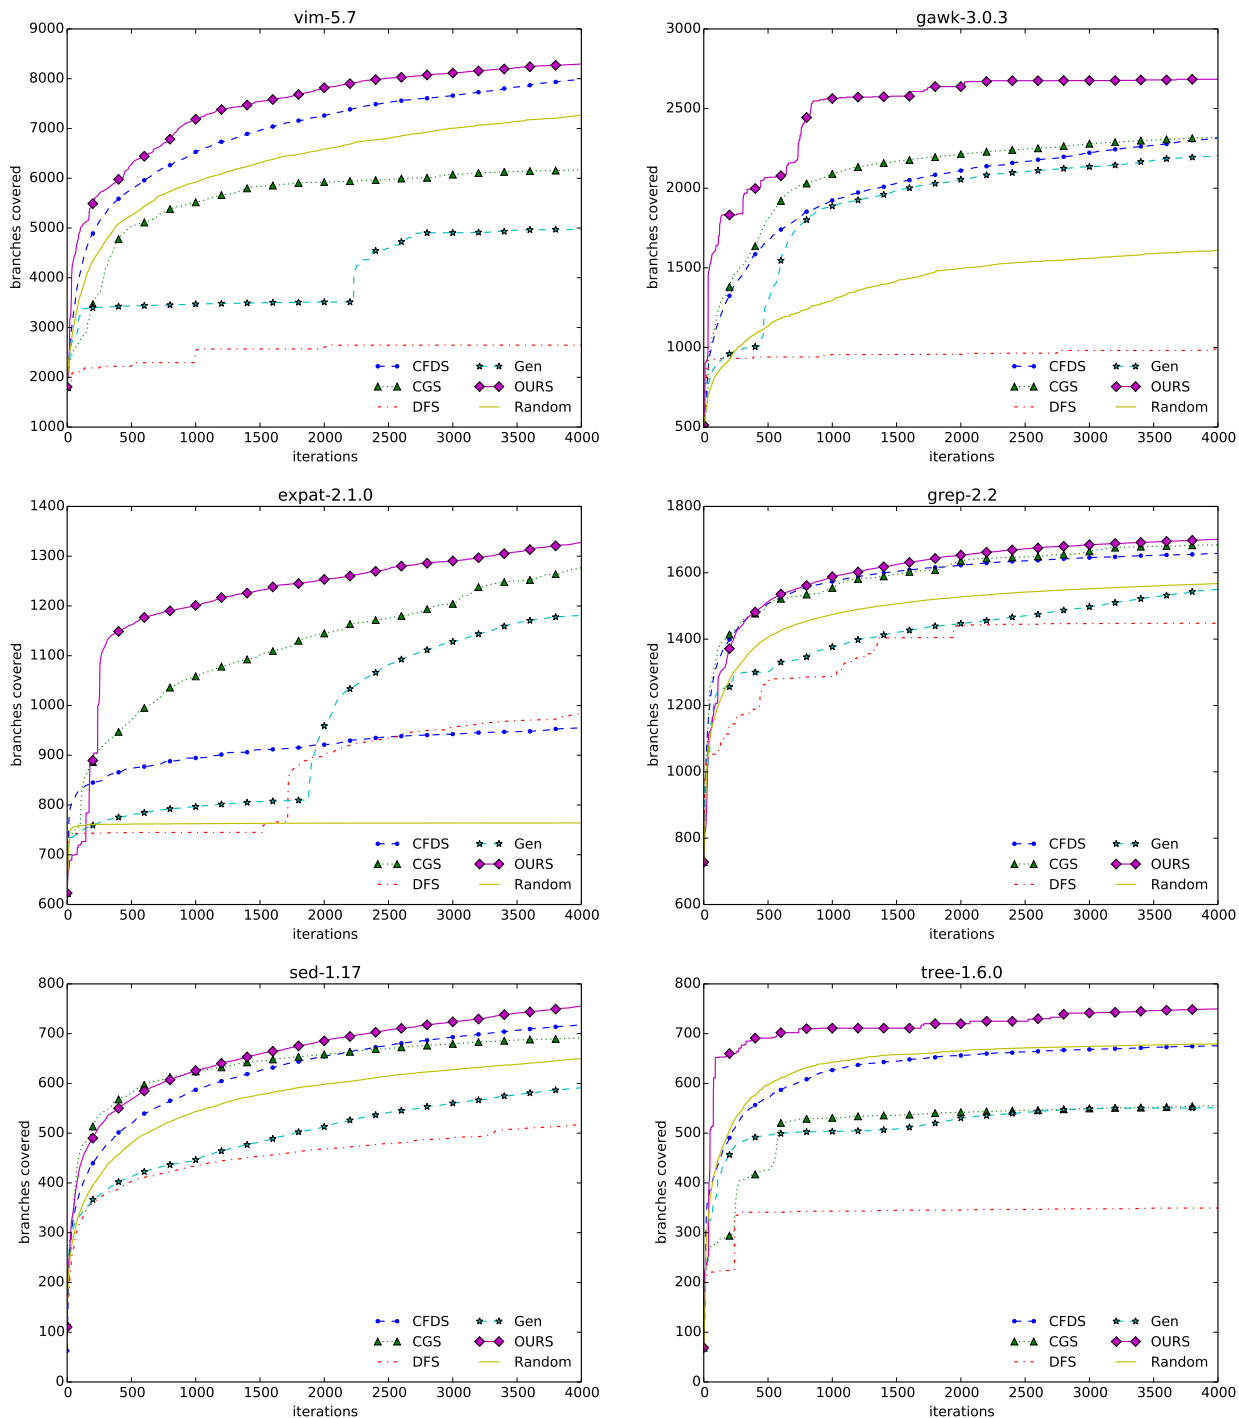 vim-5.7
9000
8000
7000
6000
5000
4000
3000
2000
1000
branches covered
0 500 1000 1500 2000 2500 3000 3500 4000
iterations
CFDS Gen
CGS OURS
DFS Random
gawk-3.0.3
3000
2500
2000
1500
1000
500
branches covered
0 500 1000 1500 2000 2500 3000 3500 4000
iterations
CFDS Gen
CGS OURS
DFS Random
expat-2.1.0
1400
1300
1200
1100
1000
900
800
700
600
branches covered
0 500 1000 1500 2000 2500 3000 3500 4000
iterations
CFDS Gen
CGS OURS
DFS Random
grep-2.2
1800
1600
1400
1200
1000
800
600
branches covered
0 500 1000 1500 2000 2500 3000 3500 4000
iterations
CFDS Gen
CGS OURS
DFS Random
sed-1.17
800
700
600
500
400
300
200
100
0
branches covered
0 500 1000 1500 2000 2500 3000 3500 4000
iterations
CFDS Gen
CGS OURS
DFS Random
tree-1.6.0
800
700
600
500
400
300
200
100
0
branches covered
0 500 1000 1500 2000 2500 3000 3500 4000
iterations
CFDS Gen
CGS OURS
DFS Random